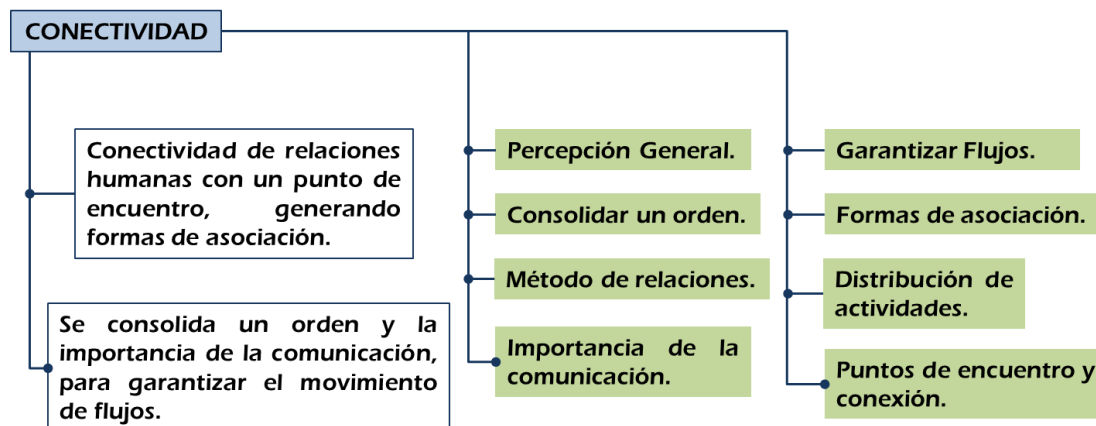 CONECTIVIDAD
Conectividad de relaciones
humanas con un punto de
encuentro, generando
formas de asociación.
Se consolida un orden y la
importancia de la comunicación,
para garantizar el movimiento
de flujos.
Percepción General.
Consolidar un orden.
Método de relaciones.
Importancia de la
comunicación.
Garantizar Flujos.
Formas de asociación.
Distribución de
actividades.
Puntos de encuentro y
conexión.